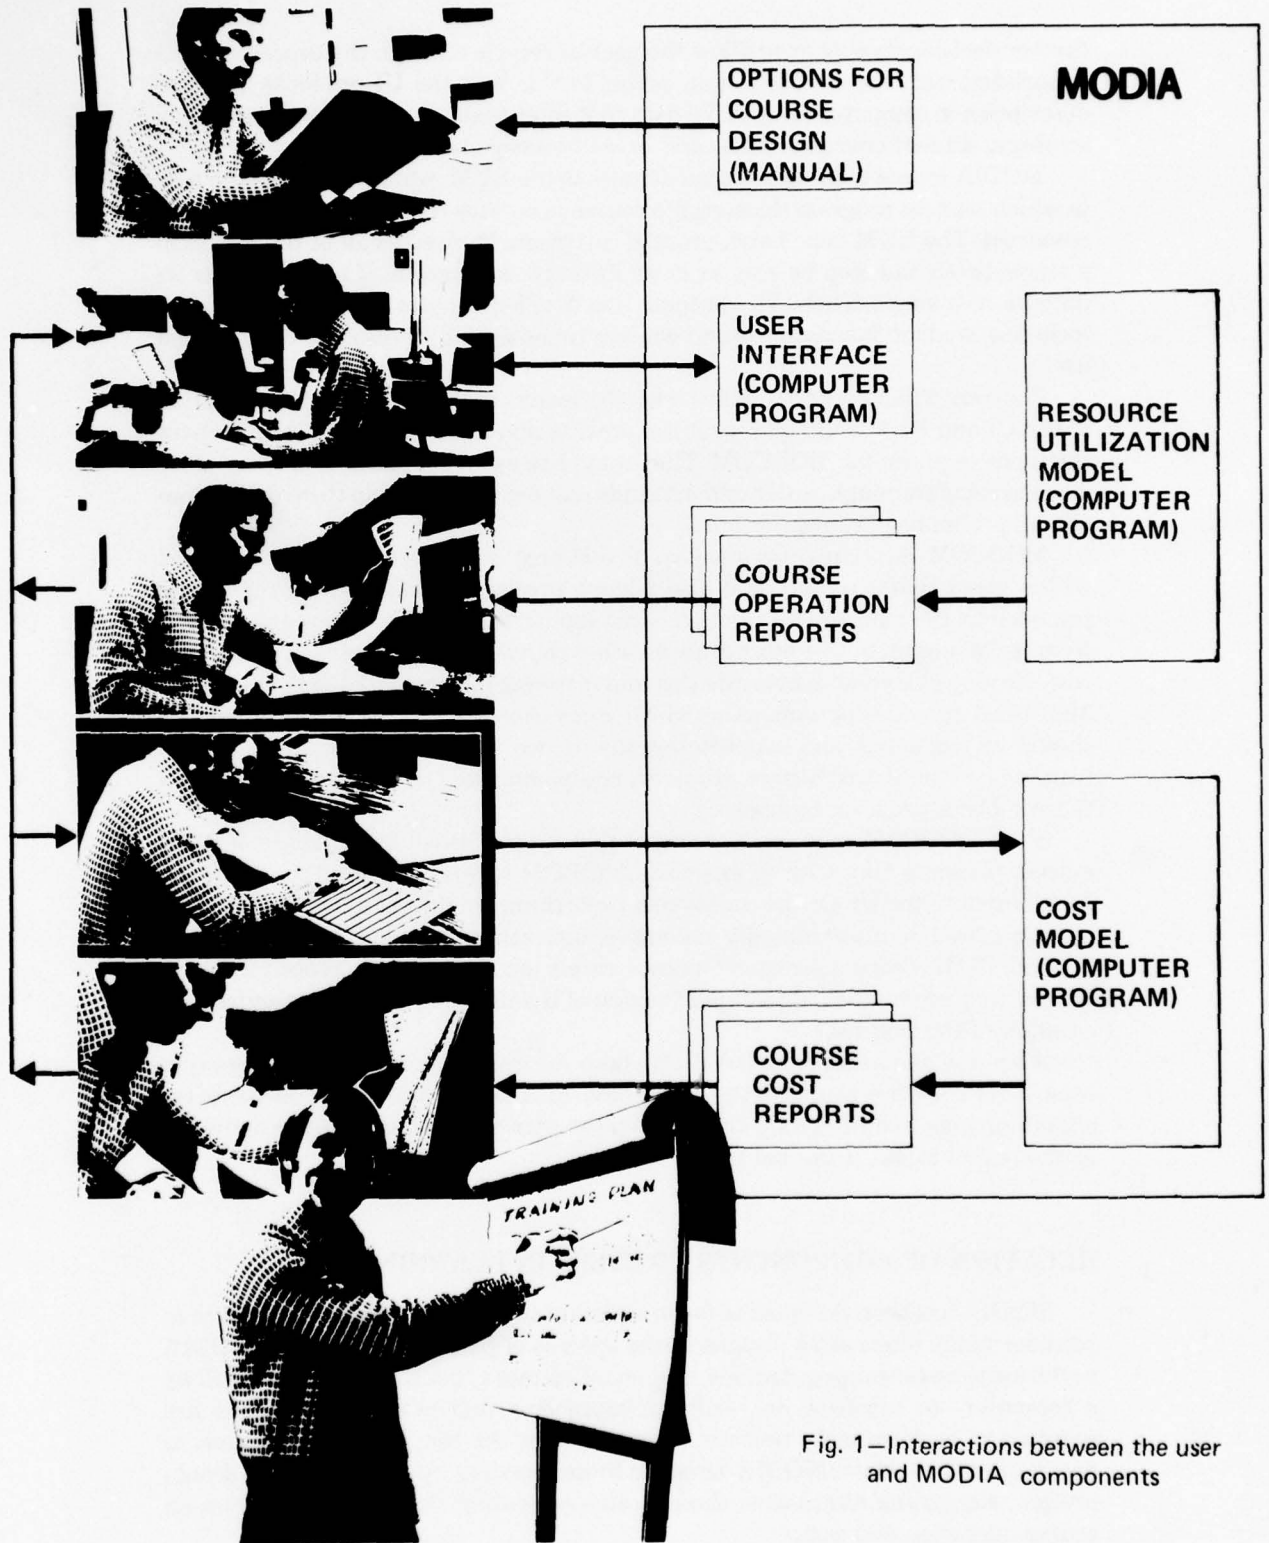 MODIA
OPTIONS FOR
COURSE
DESIGN
(MANUAL)
USER
INTERFACE
(COMPUTER
PROGRAM)
RESOURCE
UTILIZATION
MODEL
(COMPUTER
PROGRAM)
COURSE
OPERATION
REPORTS
COST
MODEL
(COMPUTER
PROGRAM)
COURSE
COST
REPORTS
TRAINING PLAN
Fig. 1—Interactions between the user
and MODIA components